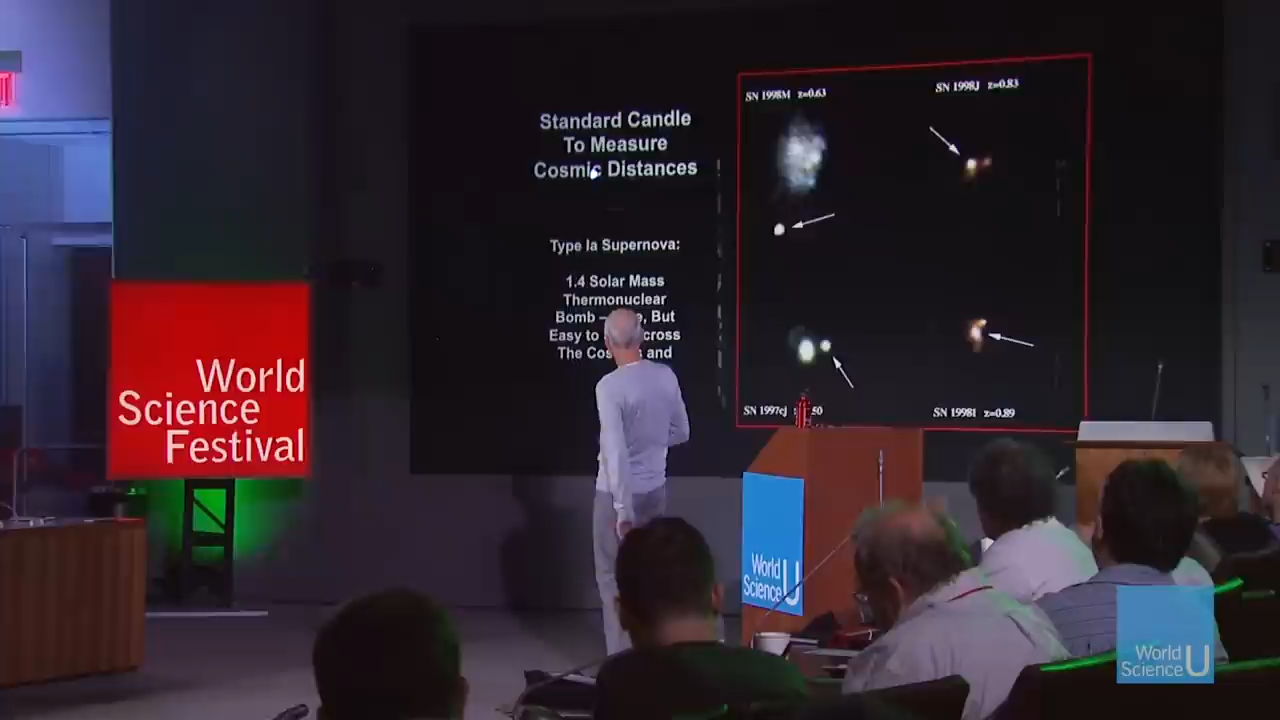 Standard Candle
To Measure
Cosmic Distances
Type Ia Supernova:
1.4 Solar Mass
Thermonuclear
Bomb – , But
Easy to
The and
SN 1998M z=0.63
SN 1998J z=0.83
SN 1997cj
SN 1998I z=0.89
World
Science
Festival
World
Science U
World
Science U